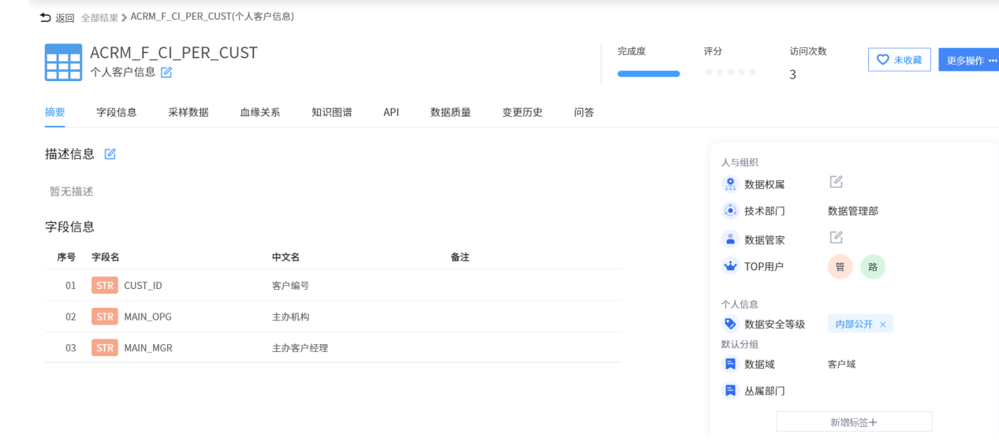 返回 全部结果 > ACRM_F_CI_PER_CUST(个人客户信息)
ACRM_F_CI_PER_CUST
个人客户信息
完成度
评分
访问次数
3
未收藏
更多操作 •••
摘要 字段信息 采样数据 血缘关系 知识图谱 API 数据质量 变更历史 问答
描述信息
暂无描述
字段信息
序号 字段名 中文名 备注
01 STR CUST_ID 客户编号
02 STR MAIN_OPG 主办机构
03 STR MAIN_MGR 主办客户经理
人与组织
数据权属
技术部门 数据管理部
数据管家
TOP用户 管 路
个人信息
数据安全等级 内部公开 ×
默认分组
数据域 客户域
丛属部门
新增标签+